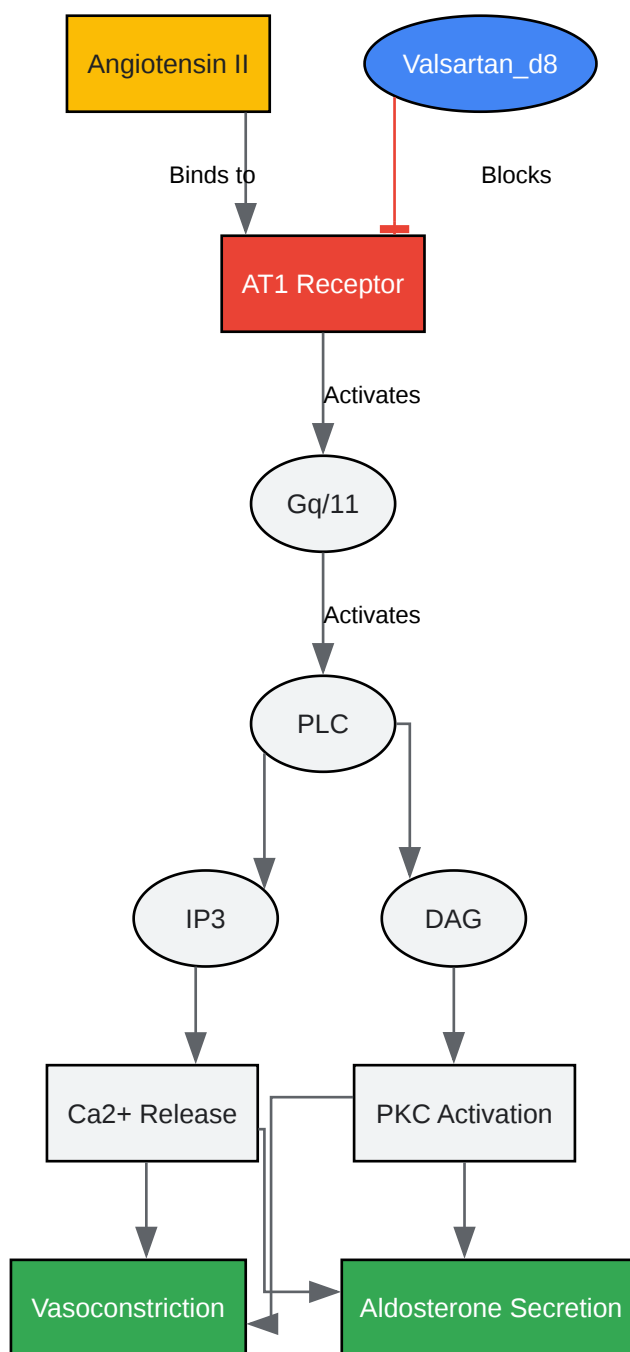 Angiotensin II
Valsartan_d8
Binds to
Blocks
AT1 Receptor
Activates
Gq/11
Activates
PLC
IP3
DAG
Ca2+ Release
PKC Activation
Vasoconstriction
Aldosterone Secretion